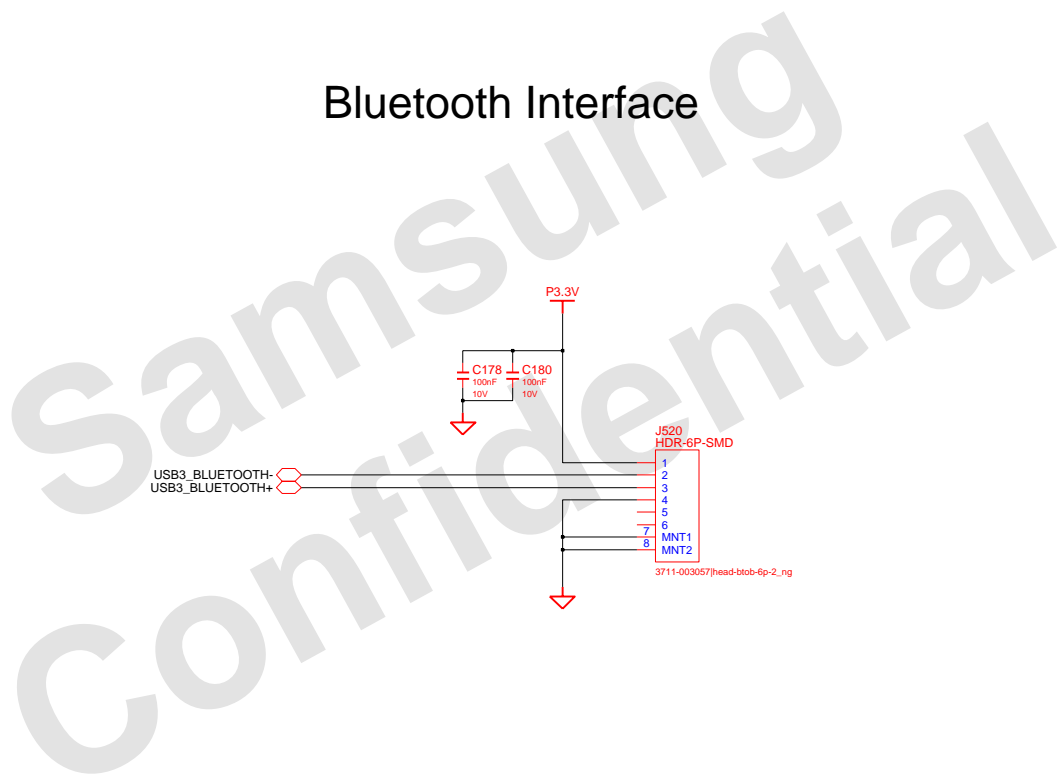 Bluetooth Interface
Samsung
Confidential
P3.3V
C178
100nF
10V
C180
100nF
10V
J520
HDR-6P-SMD
USB3_BLUETOOTH-
USB3_BLUETOOTH+
1
2
3
4
5
6
7 MNT1
8 MNT2
3711-003057|head-btob-6p-2_ng